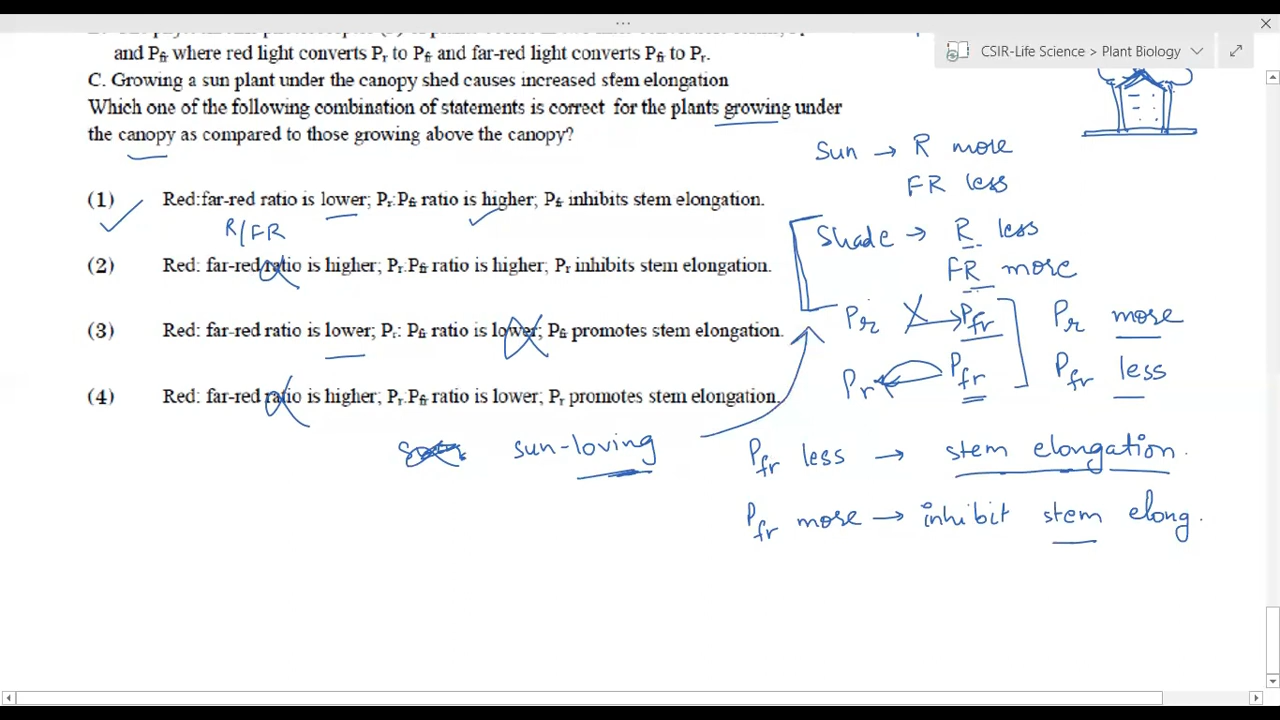 and Pfr where red light converts Pr to Pfr and far-red light converts Pfr to Pr.
CSIR-Life Science > Plant Biology
C. Growing a sun plant under the canopy shed causes increased stem elongation
Which one of the following combination of statements is correct for the plants growing under
the canopy as compared to those growing above the canopy?
Sun → R more
FR less
(1) Red:far-red ratio is lower; Pr:Pfr ratio is higher; Pfr inhibits stem elongation.
R/FR
Shade → R less
FR more
(2) Red: far-red ratio is higher; Pr:Pfr ratio is higher; Pr inhibits stem elongation.
Pr → Pfr
Pr more
(3) Red: far-red ratio is lower; Pr: Pfr ratio is lower; Pfr promotes stem elongation.
Pr ← Pfr
Pfr less
(4) Red: far-red ratio is higher; Pr:Pfr ratio is lower; Pr promotes stem elongation.
sun-loving
Pfr less → stem elongation.
Pfr more → inhibit stem elong.